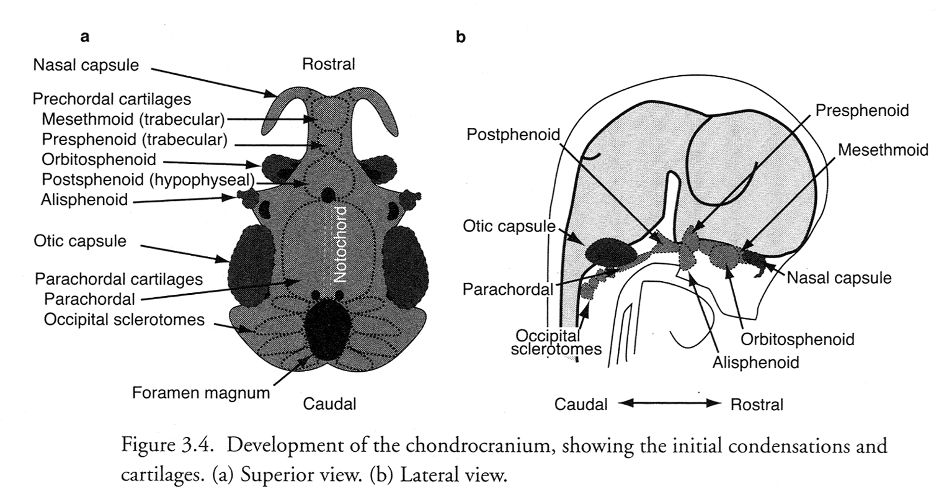 a
Nasal capsule
Rostral
Prechordal cartilages
Mesethmoid (trabecular)
Presphenoid (trabecular)
Orbitosphenoid
Postsphenoid (hypophyseal)
Alisphenoid
Otic capsule
Notochord
Parachordal cartilages
Parachordal
Occipital sclerotomes
Foramen magnum
Caudal
b
Postphenoid
Presphenoid
Mesethmoid
Otic capsule
Parachordal
Nasal capsule
Occipital
sclerotomes
Orbitosphenoid
Alisphenoid
Caudal
Rostral
Figure 3.4. Development of the chondrocranium, showing the initial condensations and
cartilages. (a) Superior view. (b) Lateral view.